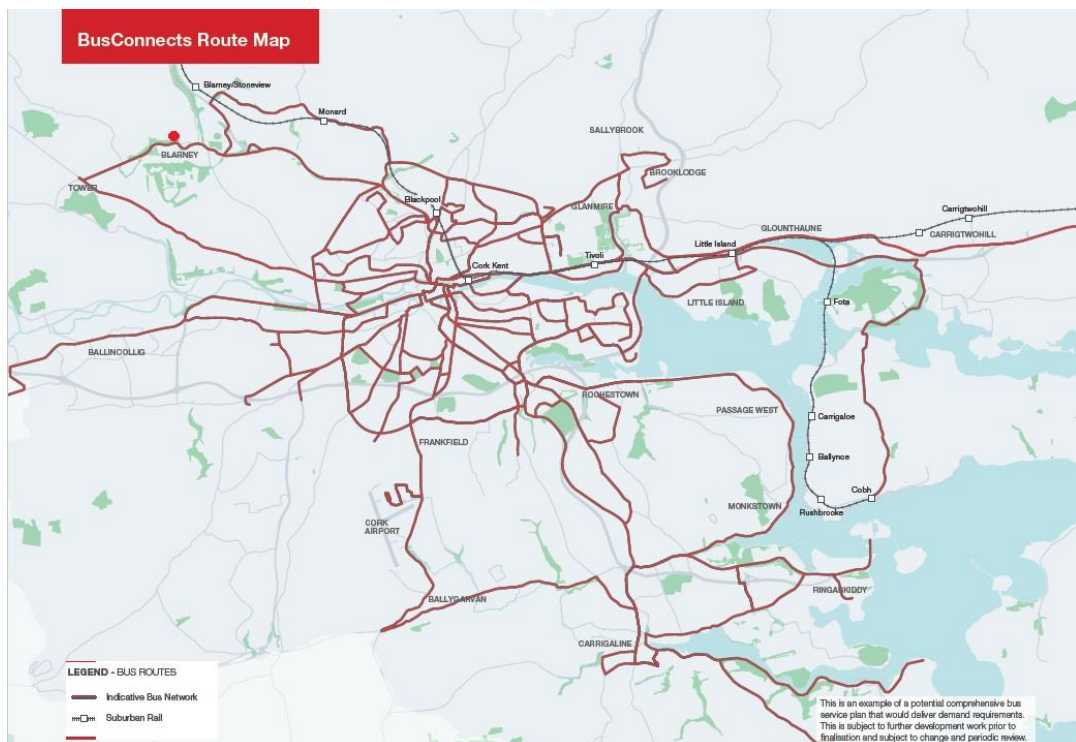 BusConnects Route Map
Blarney/Stoneview
Monard
SALLYBROOK
BLARNEY
BROOKLODGE
TOWER
Blackpool
GLANMIRE
Carrigtwohill
GLOUNTHAUNE
CARRIGTWOHILL
Little Island
Tivoli
Cork Kent
LITTLE ISLAND
Fota
BALLINCOLLIG
ROCHESTOWN
PASSAGE WEST
Carrigaloe
FRANKFIELD
Ballynoe
Cobh
MONKSTOWN
Rushbrooke
CORK
AIRPORT
RINGASKIDDY
BALLYGARVAN
CARRIGALINE
LEGEND - BUS ROUTES
Indicative Bus Network
Suburban Rail
This is an example of a potential comprehensive bus
service plan that would deliver demand requirements.
This is subject to further development work prior to
finalisation and subject to change and periodic review.